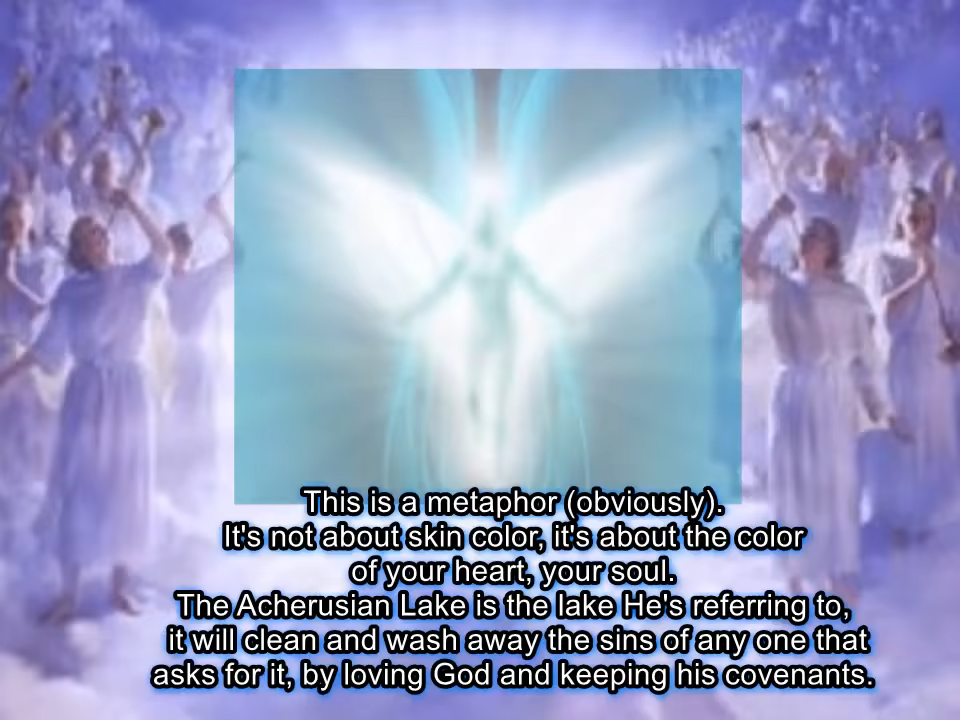 This is a metaphor (obviously).
It's not about skin color, it's about the color
of your heart, your soul.
The Acherusian Lake is the lake He's referring to,
it will clean and wash away the sins of any one that
asks for it, by loving God and keeping his covenants.